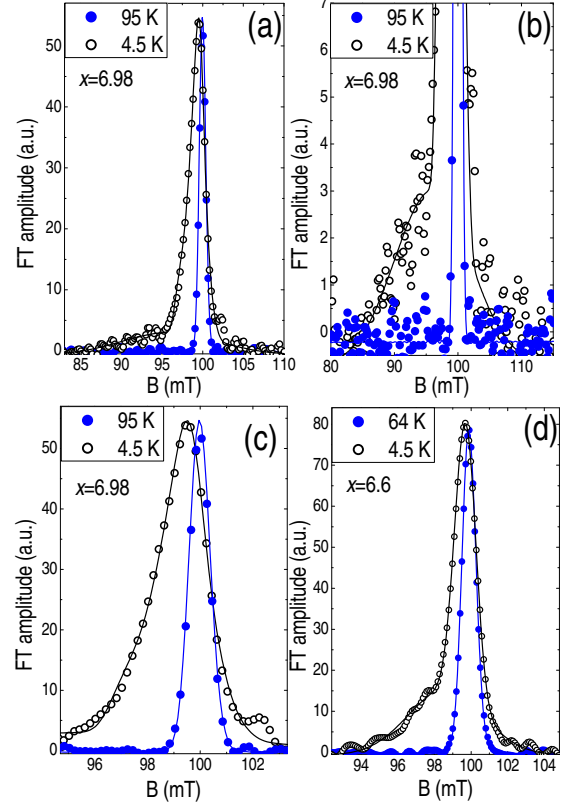 95 K
4.5 K
(a)
x=6.98
FT amplitude (a.u.)
50
40
30
20
10
0
85 90 95 100 105 110
B (mT)
95 K
4.5 K
(b)
x=6.98
FT amplitude (a.u.)
7
6
5
4
3
2
1
0
80 90 100 110
B (mT)
95 K
4.5 K
(c)
x=6.98
FT amplitude (a.u.)
50
40
30
20
10
0
96 98 100 102
B (mT)
64 K
4.5 K
(d)
x=6.6
FT amplitude (a.u.)
80
70
60
50
40
30
20
10
0
94 96 98 100 102 104
B (mT)